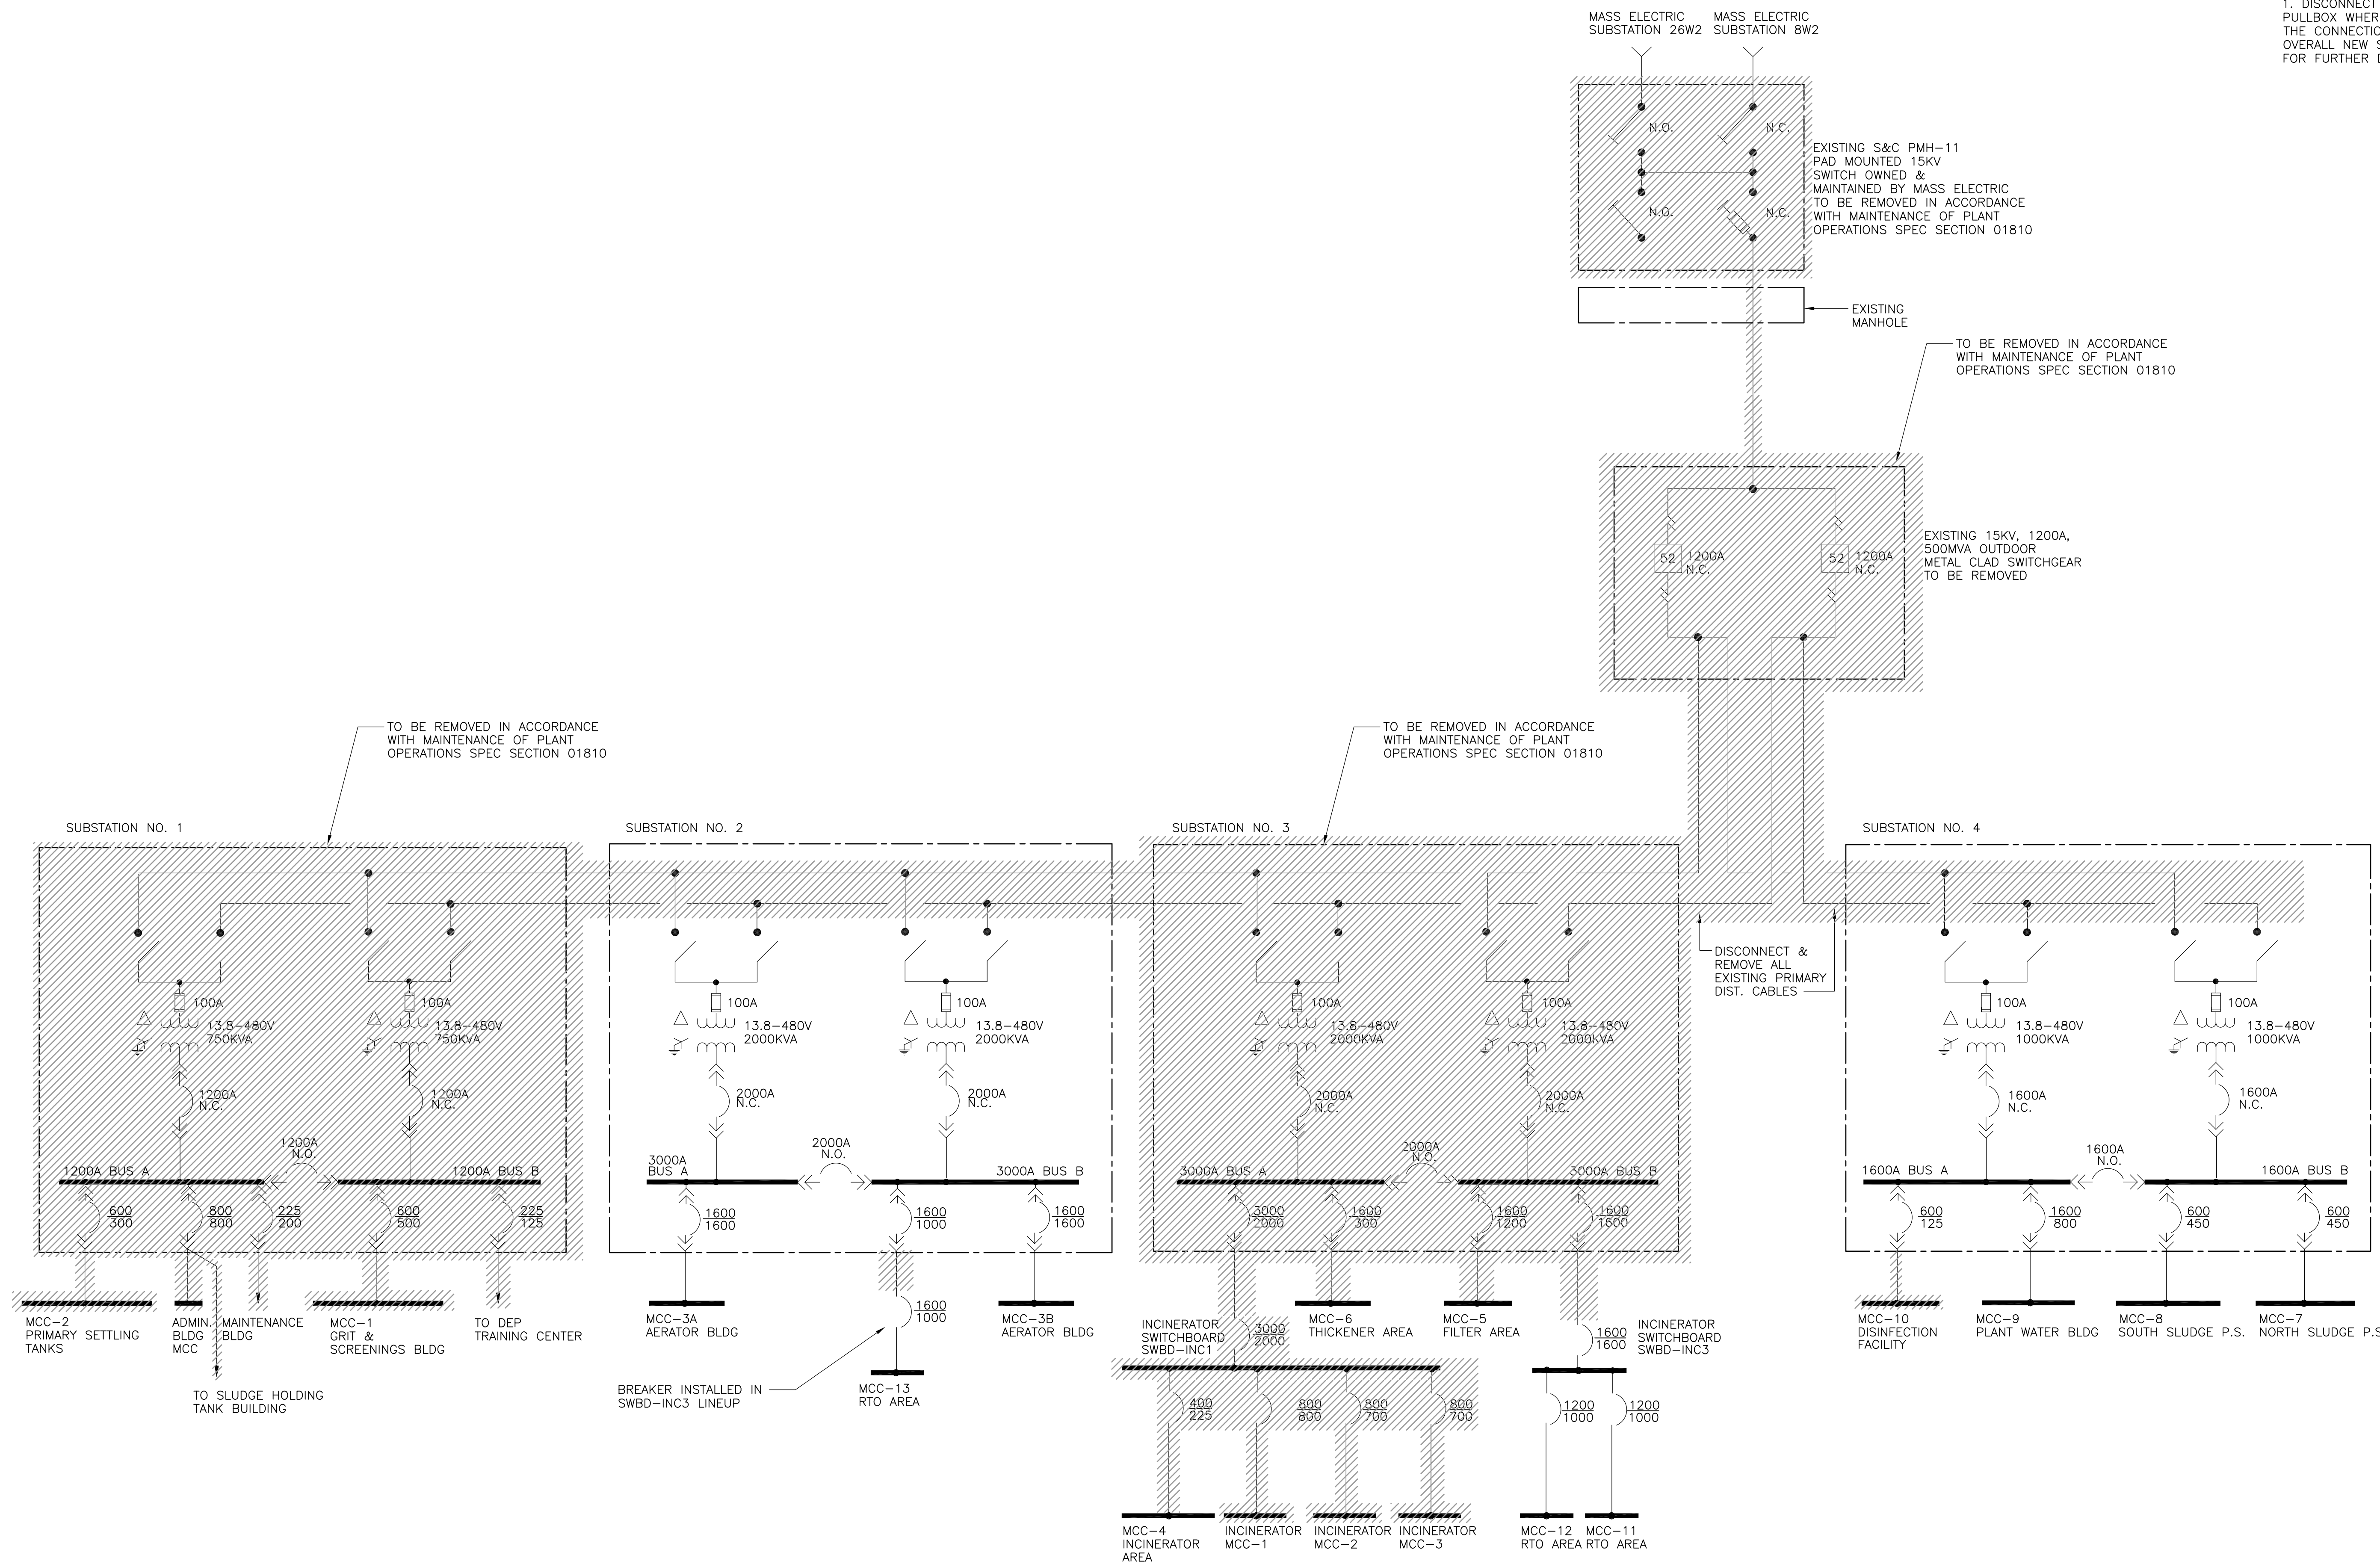 1. DISCONNECT
PULLBOX WHER
THE CONNECTIO
OVERALL NEW S
FOR FURTHER
MASS ELECTRIC
SUBSTATION 26W2
MASS ELECTRIC
SUBSTATION 8W2
N.O.
N.C.
N.O.
N.C.
EXISTING S&C PMH-11
PAD MOUNTED 15KV
SWITCH OWNED &
MAINTAINED BY MASS ELECTRIC
TO BE REMOVED IN ACCORDANCE
WITH MAINTENANCE OF PLANT
OPERATIONS SPEC SECTION 01810
EXISTING
MANHOLE
TO BE REMOVED IN ACCORDANCE
WITH MAINTENANCE OF PLANT
OPERATIONS SPEC SECTION 01810
52
1200A
N.C.
52
1200A
N.C.
EXISTING 15KV, 1200A,
500MVA OUTDOOR
METAL CLAD SWITCHGEAR
TO BE REMOVED
TO BE REMOVED IN ACCORDANCE
WITH MAINTENANCE OF PLANT
OPERATIONS SPEC SECTION 01810
TO BE REMOVED IN ACCORDANCE
WITH MAINTENANCE OF PLANT
OPERATIONS SPEC SECTION 01810
SUBSTATION NO. 1
100A
13.8-480V
750KVA
1200A
N.C.
100A
13.8-480V
750KVA
1200A
N.C.
1200A
N.O.
1200A BUS A
1200A BUS B
600
300
800
800
225
200
600
500
225
125
MCC-2
PRIMARY SETTLING
TANKS
ADMIN.
BLDG
MCC
MAINTENANCE
BLDG
MCC-1
GRIT &
SCREENINGS BLDG
TO DEP
TRAINING CENTER
TO SLUDGE HOLDING
TANK BUILDING
SUBSTATION NO. 2
100A
13.8-480V
2000KVA
2000A
N.C.
100A
13.8-480V
2000KVA
2000A
N.C.
2000A
N.O.
3000A
BUS A
3000A BUS B
1600
1600
1600
1000
1600
1600
MCC-3A
AERATOR BLDG
1600
1000
MCC-3B
AERATOR BLDG
BREAKER INSTALLED IN
SWBD-INC3 LINEUP
MCC-13
RTO AREA
SUBSTATION NO. 3
100A
13.8-480V
2000KVA
2000A
N.C.
100A
13.8-480V
2000KVA
2000A
N.C.
2000A
N.O.
3000A BUS A
3000A BUS B
3000
2000
1600
300
1600
1200
1600
1600
INCINERATOR
SWITCHBOARD
SWBD-INC1
3000
2000
MCC-6
THICKENER AREA
MCC-5
FILTER AREA
1600
1600
INCINERATOR
SWITCHBOARD
SWBD-INC3
400
225
800
800
800
700
800
700
1200
1000
1200
1000
MCC-4
INCINERATOR
AREA
INCINERATOR
MCC-1
INCINERATOR
MCC-2
INCINERATOR
MCC-3
MCC-12
RTO AREA
MCC-11
RTO AREA
DISCONNECT &
REMOVE ALL
EXISTING PRIMARY
DIST. CABLES
SUBSTATION NO. 4
100A
13.8-480V
1000KVA
1600A
N.C.
100A
13.8-480V
1000KVA
1600A
N.C.
1600A
N.O.
1600A BUS A
1600A BUS B
600
125
1600
800
600
450
600
450
MCC-10
DISINFECTION
FACILITY
MCC-9
PLANT WATER BLDG
MCC-8
SOUTH SLUDGE P.S.
MCC-7
NORTH SLUDGE P.S